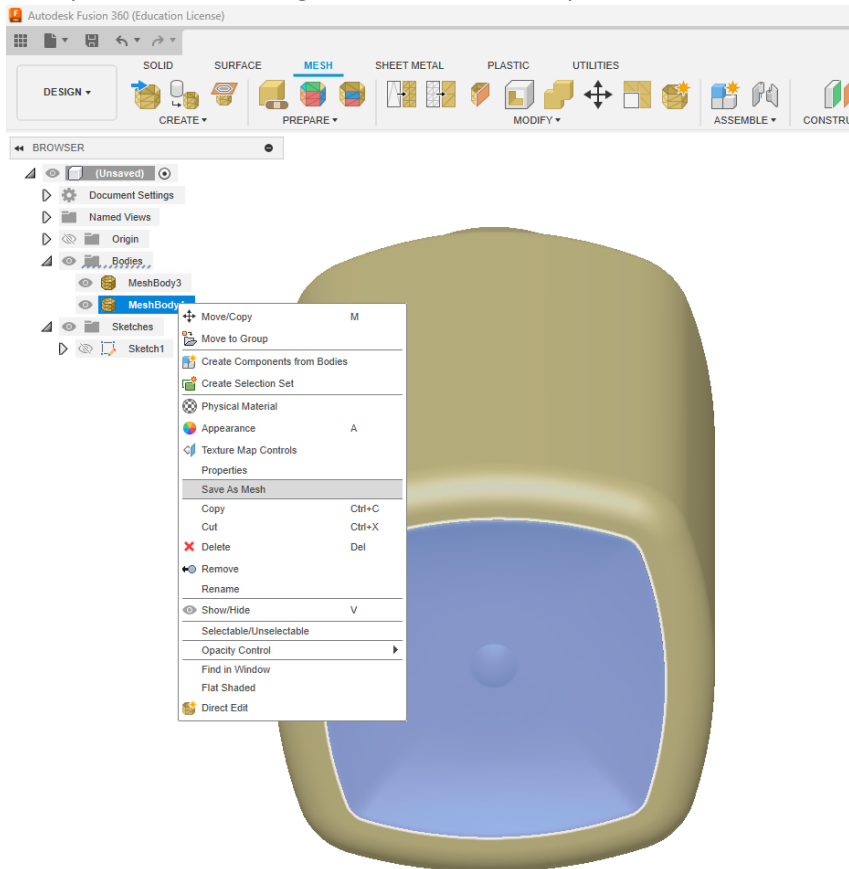 Autodesk Fusion 360 (Education License)
SOLID SURFACE MESH SHEET METAL PLASTIC UTILITIES
DESIGN
CREATE PREPARE MODIFY ASSEMBLE CONSTRU
BROWSER
(Unsaved)
Document Settings
Named Views
Origin
Bodies
MeshBody3
MeshBody
Sketches
Sketch1
Move/Copy M
Move to Group
Create Components from Bodies
Create Selection Set
Physical Material
Appearance A
Texture Map Controls
Properties
Save As Mesh
Copy Ctrl+C
Cut Ctrl+X
Delete Del
Remove
Rename
Show/Hide V
Selectable/Unselectable
Opacity Control
Find in Window
Flat Shaded
Direct Edit